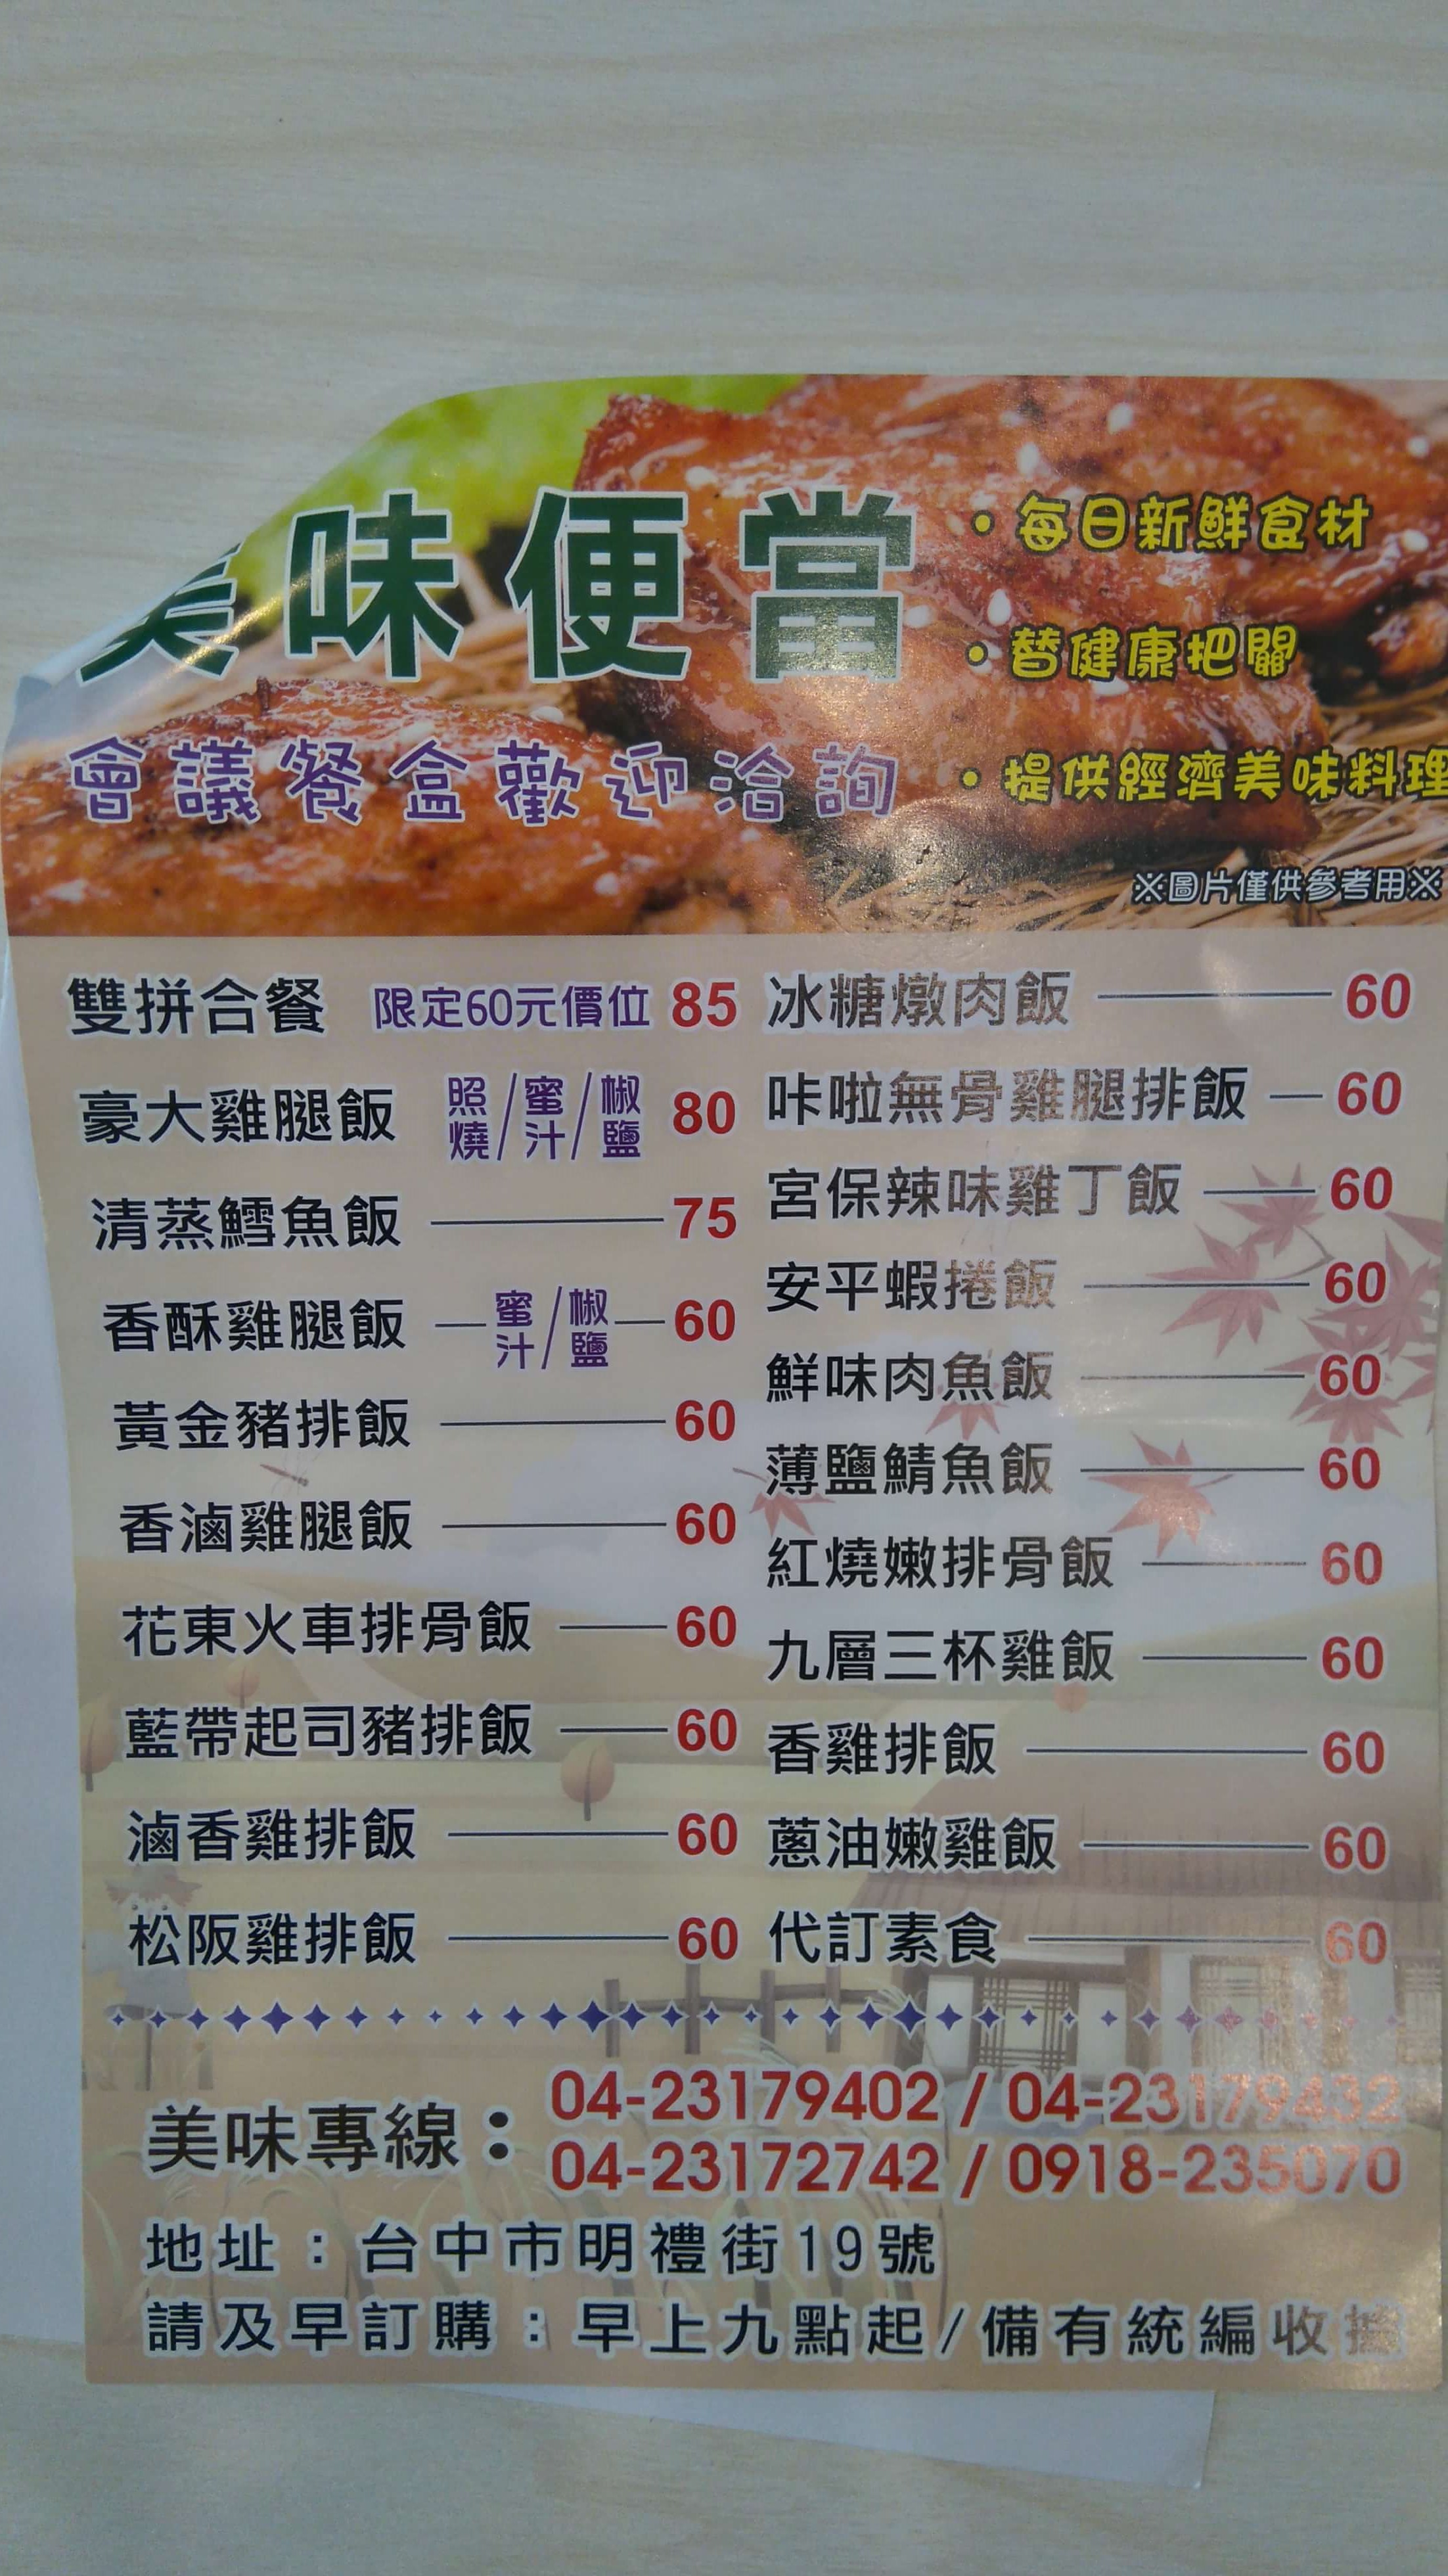 美味便當
會議餐盒歡迎洽詢
・每日新鮮食材
・替健康把關
・提供經濟美味料理
※圖片僅供參考用※
雙拼合餐 限定60元價位 85
豪大雞腿飯 照燒/蜜汁/椒鹽 80
清蒸鱈魚飯 75
香酥雞腿飯 蜜汁/椒鹽 60
黃金豬排飯 60
香滷雞腿飯 60
花東火車排骨飯 60
藍帶起司豬排飯 60
滷香雞排飯 60
松阪雞排飯 60
冰糖燉肉飯 60
咔啦無骨雞腿排飯 60
宮保辣味雞丁飯 60
安平蝦捲飯 60
鮮味肉魚飯 60
薄鹽鯖魚飯 60
紅燒嫩排骨飯 60
九層三杯雞飯 60
香雞排飯 60
蔥油嫩雞飯 60
代訂素食 60
美味專線：
04-23179402 / 04-23179432
04-23172742 / 0918-235070
地址：台中市明禮街19號
請及早訂購：早上九點起/備有統編收據